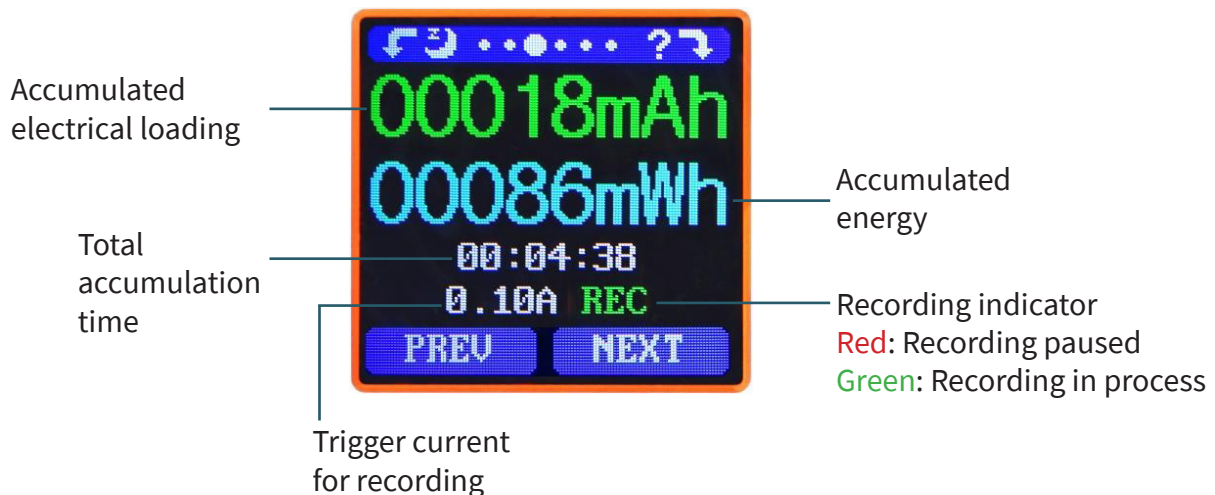 ?
Accumulated
electrical loading
00018mAh
00086mWh
Accumulated
energy
Total
accumulation
time
00:04:38
0.10A REC
Recording indicator
Red: Recording paused
Green: Recording in process
PREV NEXT
Trigger current
for recording